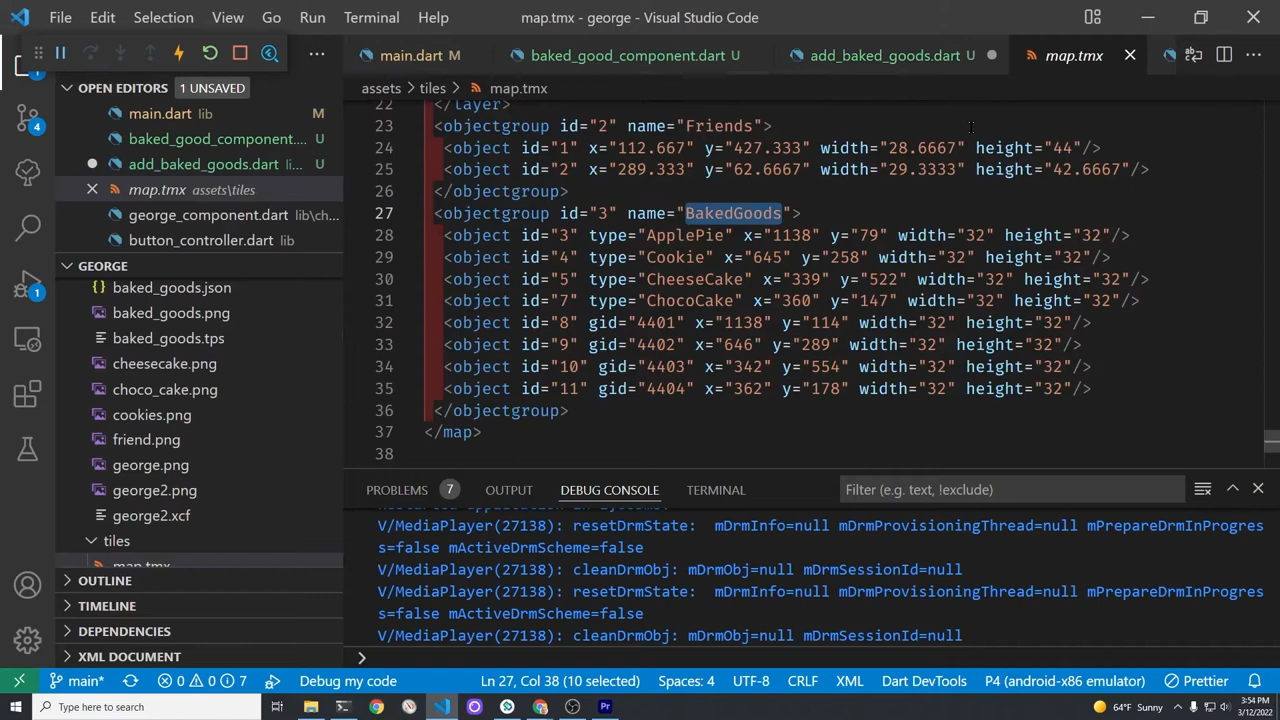 File Edit Selection View Go Run Terminal Help map.tmx - george - Visual Studio Code
main.dart M baked_good_component.dart U add_baked_goods.dart U map.tmx
OPEN EDITORS 1 UNSAVED
main.dart lib M
baked_good_component.... U
add_baked_goods.dart li... U
map.tmx assets\tiles
george_component.dart lib\ch...
button_controller.dart lib
GEORGE
baked_goods.json
baked_goods.png
baked_goods.tps
cheesecake.png
choco_cake.png
cookies.png
friend.png
george.png
george2.png
george2.xcf
tiles
map.tmx
OUTLINE
TIMELINE
DEPENDENCIES
XML DOCUMENT
1
4
1
assets > tiles > map.tmx
22 </layer>
23 <objectgroup id="2" name="Friends">
24 <object id="1" x="112.667" y="427.333" width="28.6667" height="44"/>
25 <object id="2" x="289.333" y="62.6667" width="29.3333" height="42.6667"/>
26 </objectgroup>
27 <objectgroup id="3" name="BakedGoods">
28 <object id="3" type="ApplePie" x="1138" y="79" width="32" height="32"/>
29 <object id="4" type="Cookie" x="645" y="258" width="32" height="32"/>
30 <object id="5" type="CheeseCake" x="339" y="522" width="32" height="32"/>
31 <object id="7" type="ChocoCake" x="360" y="147" width="32" height="32"/>
32 <object id="8" gid="4401" x="1138" y="114" width="32" height="32"/>
33 <object id="9" gid="4402" x="646" y="289" width="32" height="32"/>
34 <object id="10" gid="4403" x="342" y="554" width="32" height="32"/>
35 <object id="11" gid="4404" x="362" y="178" width="32" height="32"/>
36 </objectgroup>
37 </map>
38
PROBLEMS 7 OUTPUT DEBUG CONSOLE TERMINAL Filter (e.g. text, !exclude)
V/MediaPlayer(27138): resetDrmState: mDrmInfo=null mDrmProvisioningThread=null mPrepareDrmInProgres
s=false mActiveDrmScheme=false
V/MediaPlayer(27138): cleanDrmObj: mDrmObj=null mDrmSessionId=null
V/MediaPlayer(27138): resetDrmState: mDrmInfo=null mDrmProvisioningThread=null mPrepareDrmInProgres
s=false mActiveDrmScheme=false
V/MediaPlayer(27138): cleanDrmObj: mDrmObj=null mDrmSessionId=null
main* 0 0 7 Debug my code Ln 27, Col 38 (10 selected) Spaces: 4 UTF-8 CRLF XML Dart DevTools P4 (android-x86 emulator) Prettier
Type here to search 64°F Sunny 3:54 PM
3/12/2022